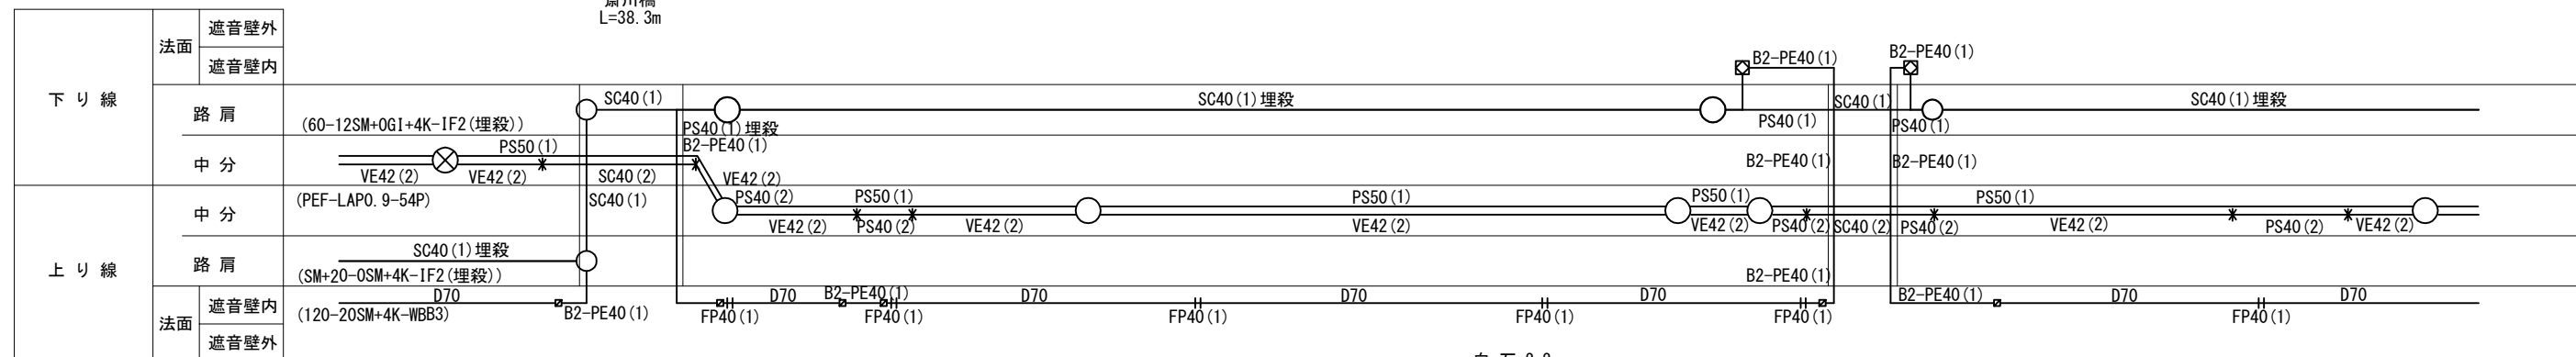 L=38.3m
下り線
法面
遮音壁外
遮音壁内
B2-PE40(1)
B2-PE40(1)
路肩
(60-12SM+OGI+4K-IF2(埋殺))
SC40(1)
PS40(1)埋殺
SC40(1)埋殺
PS40(1)
SC40(1)
PS40(1)
SC40(1)埋殺
中分
VE42(2)
PS50(1)
VE42(2)
SC40(2)
B2-PE40(1)
VE42(2)
B2-PE40(1)
B2-PE40(1)
上り線
中分
(PEF-LAP0.9-54P)
SC40(1)
PS40(2)
VE42(2)
PS50(1)
PS40(2)
VE42(2)
PS50(1)
VE42(2)
PS50(1)
VE42(2)
PS40(2)
SC40(2)
PS40(2)
PS50(1)
VE42(2)
PS40(2)
VE42(2)
路肩
SC40(1)埋殺
(SM+20-OSM+4K-IF2(埋殺))
B2-PE40(1)
法面
遮音壁内
D70
(120-20SM+4K-WBB3)
B2-PE40(1)
FP40(1)
D70
B2-PE40(1)
FP40(1)
D70
FP40(1)
D70
FP40(1)
D70
FP40(1)
B2-PE40(1)
D70
FP40(1)
D70
遮音壁外